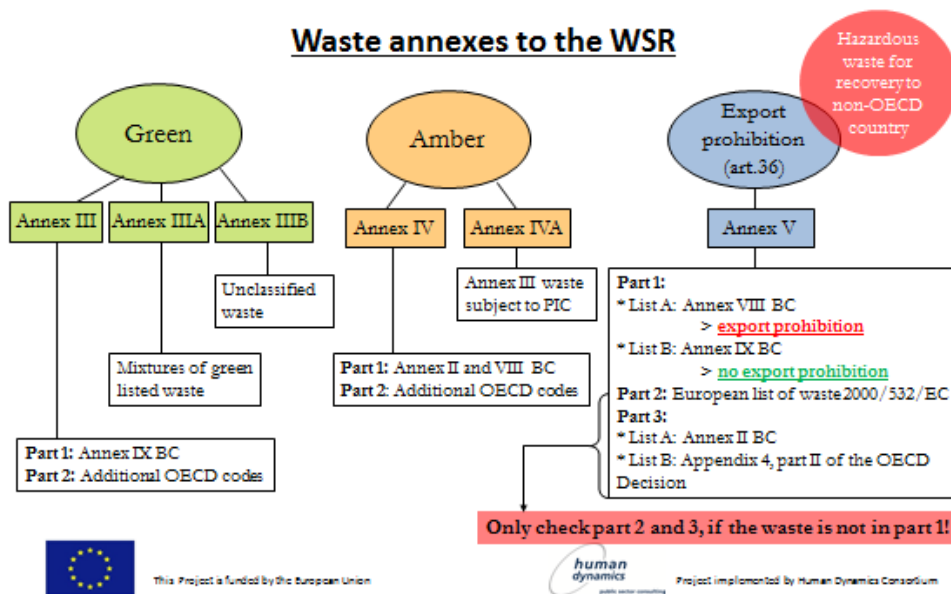 Waste annexes to the WSR
Hazardous
waste for
recovery to
non-OECD
country
Green
Amber
Export
prohibition
(art.36)
Annex III
Annex IIIA
Annex IIIB
Annex IV
Annex IVA
Annex V
Unclassified
waste
Annex III waste
subject to PIC
Mixtures of green
listed waste
Part 1: Annex II and VIII BC
Part 2: Additional OECD codes
Part 1: Annex IX BC
Part 2: Additional OECD codes
Part 1:
* List A: Annex VIII BC
> export prohibition
* List B: Annex IX BC
> no export prohibition
Part 2: European list of waste 2000/532/EC
Part 3:
* List A: Annex II BC
* List B: Appendix 4, part II of the OECD
Decision
Only check part 2 and 3, if the waste is not in part 1!
This Project is funded by the European Union
human
dynamics
public sector consulting
Project implemented by Human Dynamics Consortium